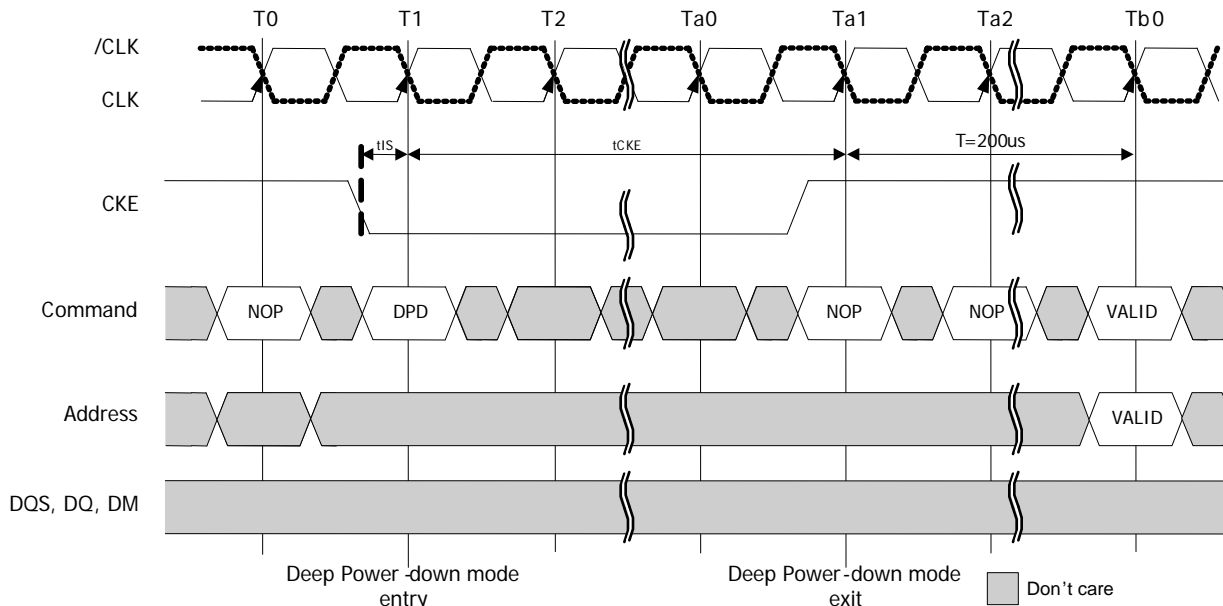 T0 T1 T2 Ta0 Ta1 Ta2 Tb0
/CLK
CLK
tIS tCKE T=200us
CKE
Command NOP DPD NOP NOP VALID
Address VALID
DQS, DQ, DM
Deep Power-down mode
entry
Deep Power-down mode
exit
Don't care